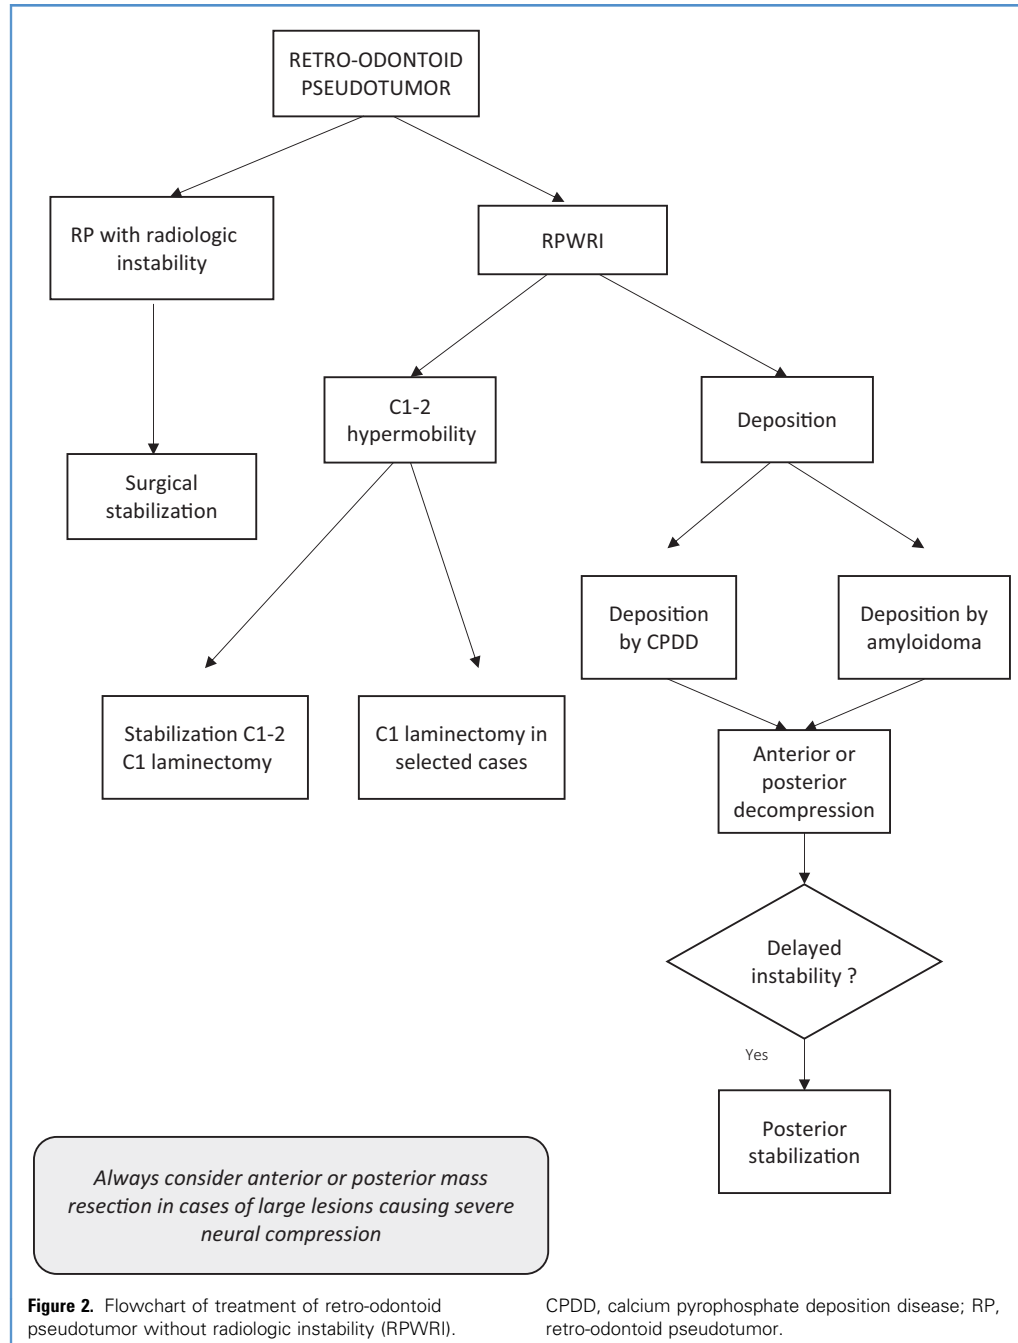 RETRO-ODONTOID
PSEUDOTUMOR
RP with radiologic
instability
RPWRI
C1-2
hypermobility
Deposition
Surgical
stabilization
Deposition
by CPDD
Deposition by
amyloidoma
Stabilization C1-2
C1 laminectomy
C1 laminectomy in
selected cases
Anterior or
posterior
decompression
Delayed
instability ?
Yes
Posterior
stabilization
Always consider anterior or posterior mass
resection in cases of large lesions causing severe
neural compression
Figure 2. Flowchart of treatment of retro-odontoid
pseudotumor without radiologic instability (RPWRI).
CPDD, calcium pyrophosphate deposition disease; RP,
retro-odontoid pseudotumor.